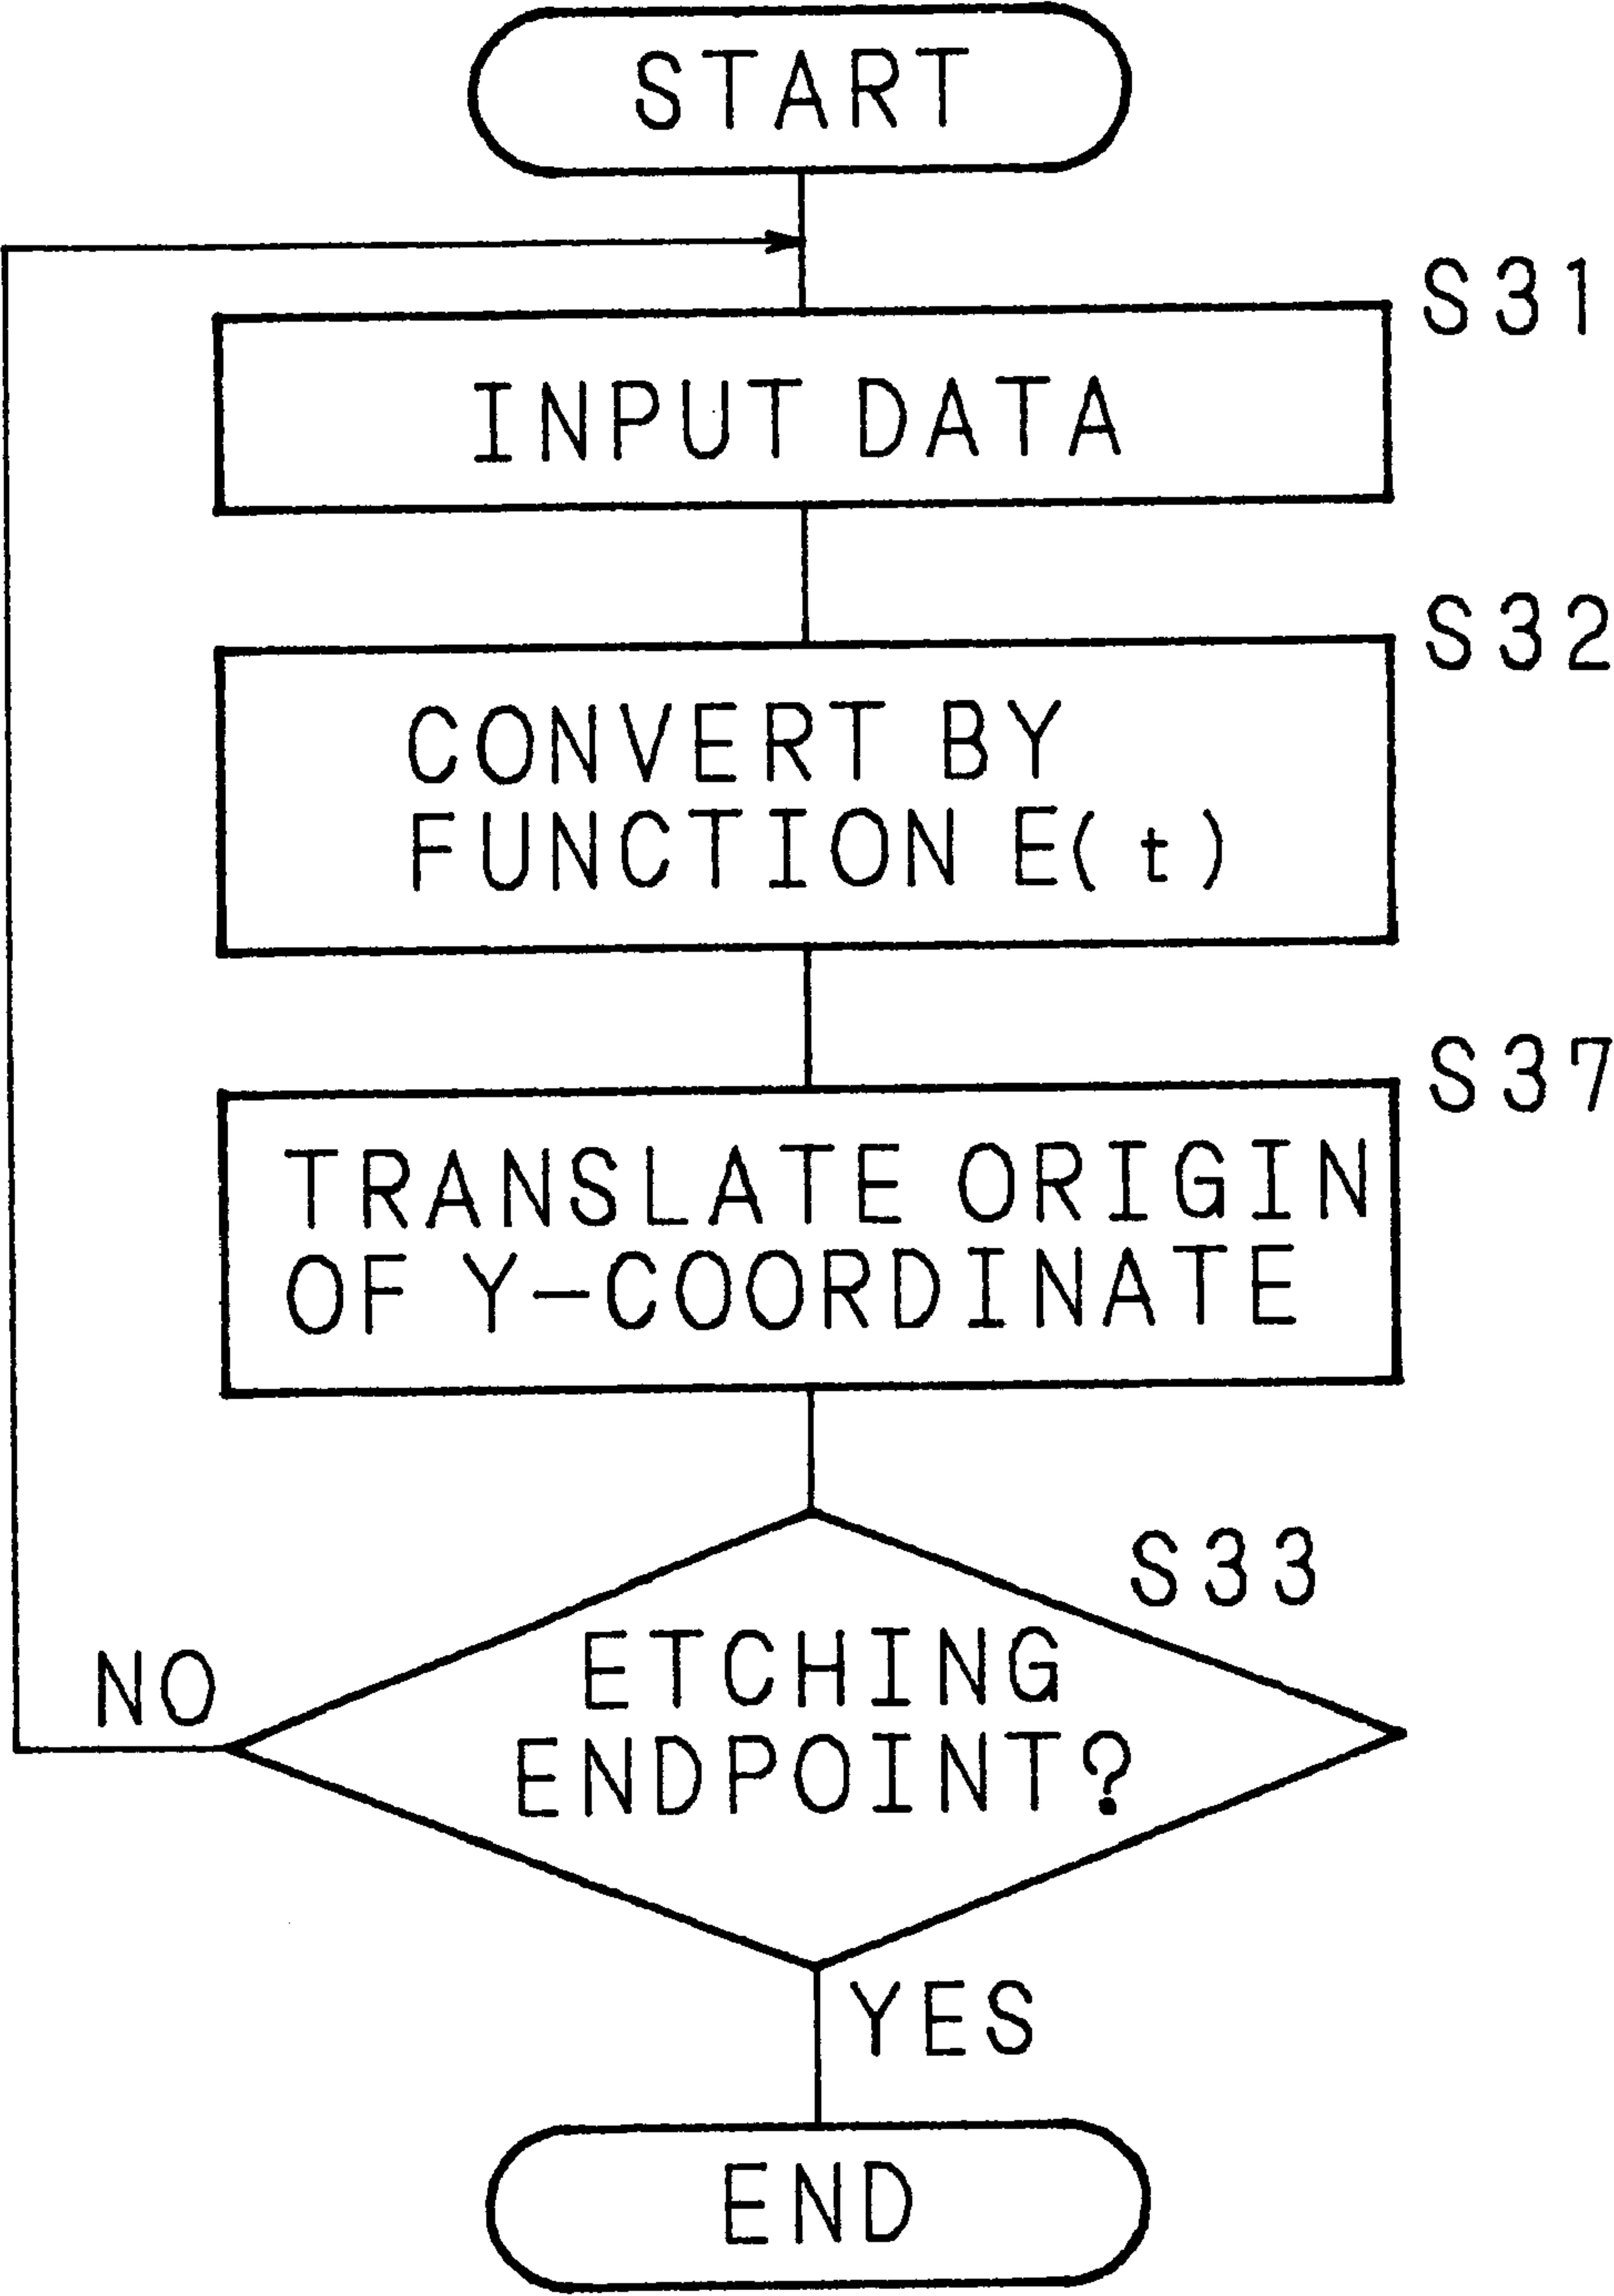 START
S31
INPUT DATA
S32
CONVERT BY
FUNCTION E(t)
S37
TRANSLATE ORIGIN
OF Y-COORDINATE
S33
ETCHING
ENDPOINT?
NO
YES
END